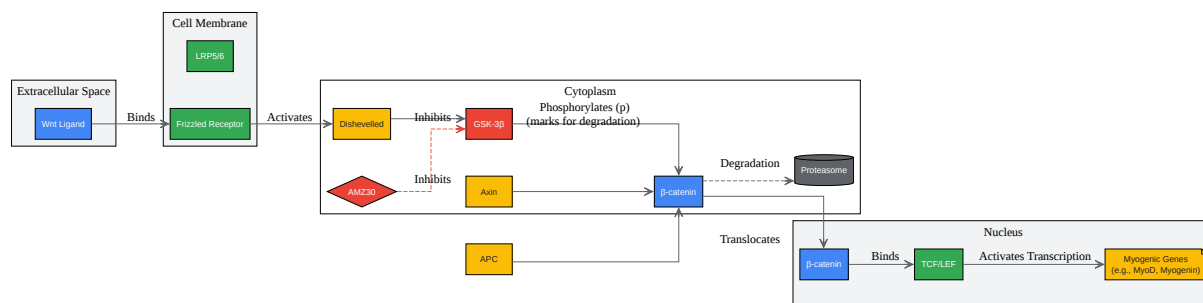 Cell Membrane
LRP5/6
Extracellular Space
Wnt Ligand
Binds
Frizzled Receptor
Activates
Cytoplasm
Dishevelled
Inhibits
GSK-3β
Phosphorylates (p)
(marks for degradation)
AMZ30
Inhibits
Axin
β-catenin
Degradation
Proteasome
APC
Translocates
Nucleus
β-catenin
Binds
TCF/LEF
Activates Transcription
Myogenic Genes
(e.g., MyoD, Myogenin)